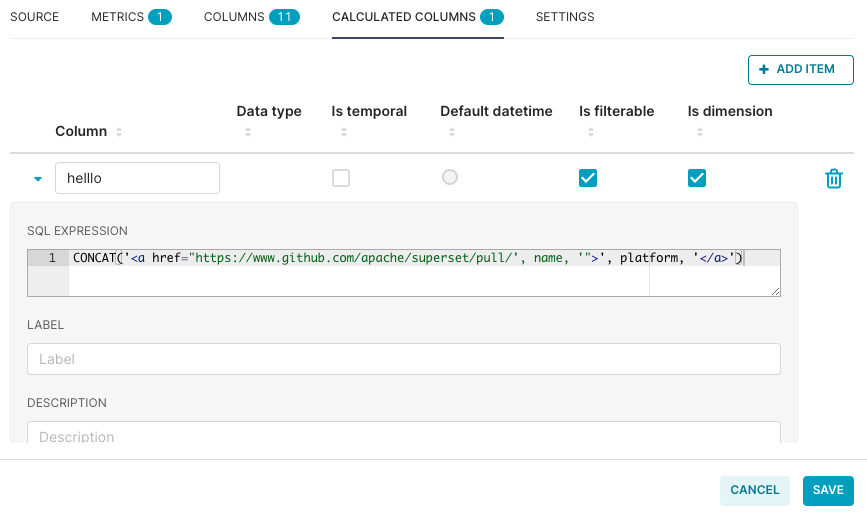 SOURCE METRICS 1 COLUMNS 11 CALCULATED COLUMNS 1 SETTINGS
+ ADD ITEM
Column Data type Is temporal Default datetime Is filterable Is dimension
helllo
SQL EXPRESSION
1 CONCAT('<a href="https://www.github.com/apache/superset/pull/', name, '">', platform, '</a>')
LABEL
Label
DESCRIPTION
Description
CANCEL SAVE